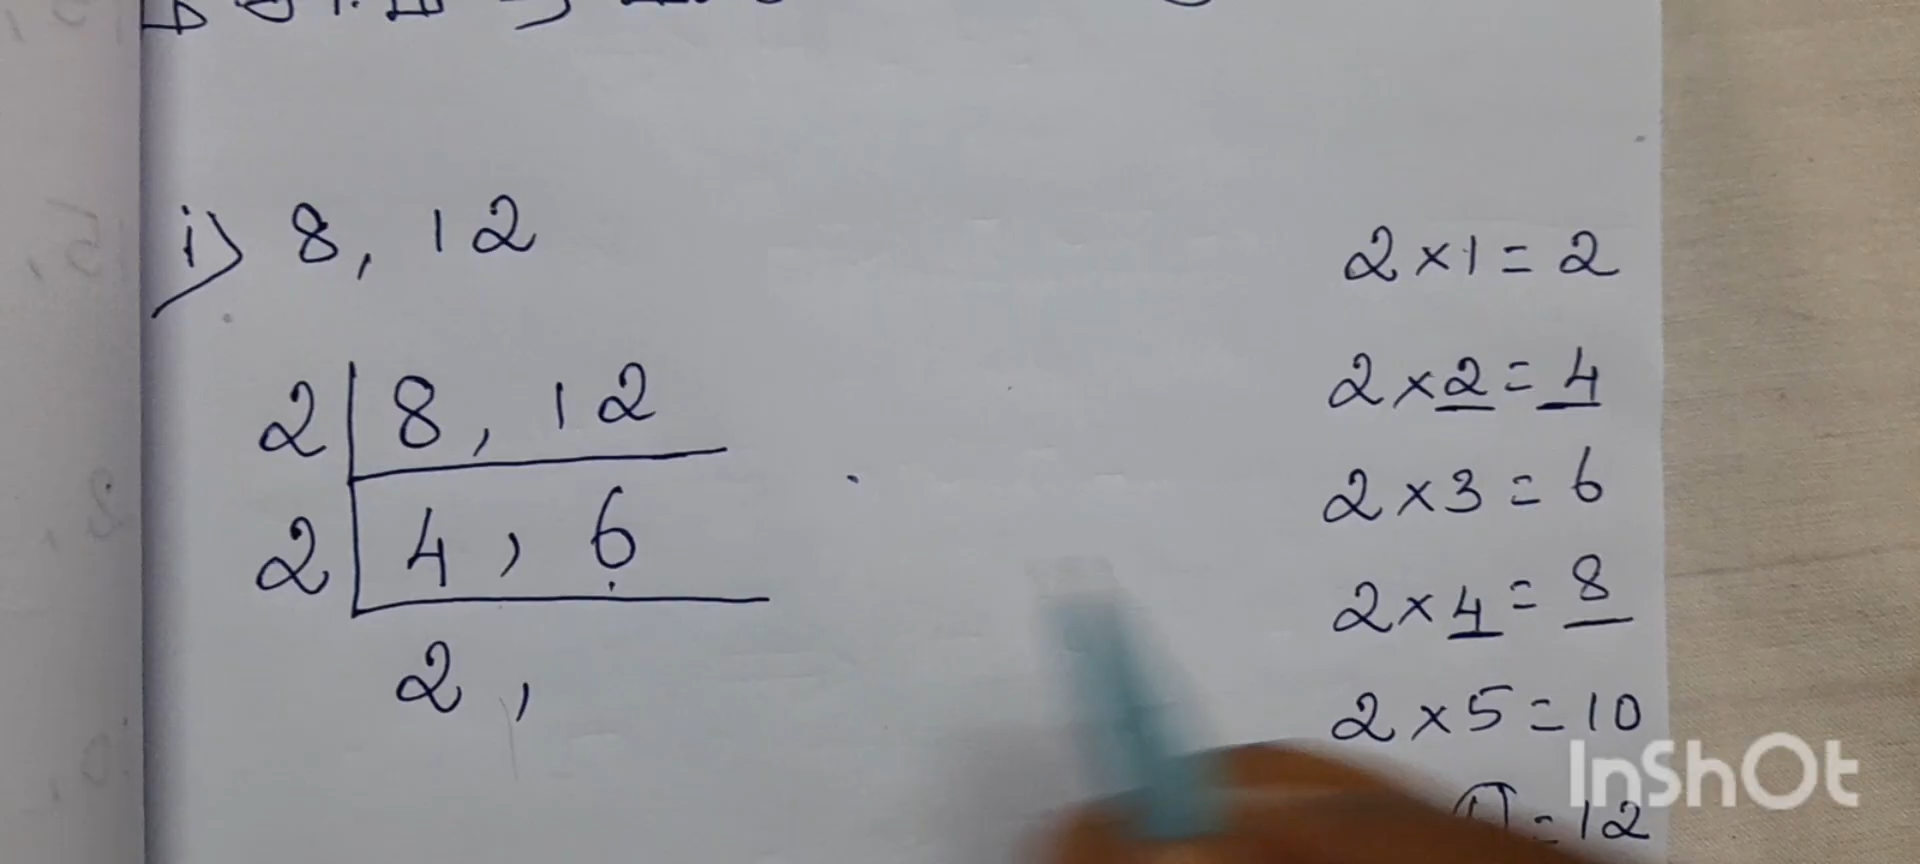 i) 8, 12
2 8, 12
2 4, 6
2,
2 × 1 = 2
2 × 2 = 4
2 × 3 = 6
2 × 4 = 8
2 × 5 = 10
= 12
InShOt